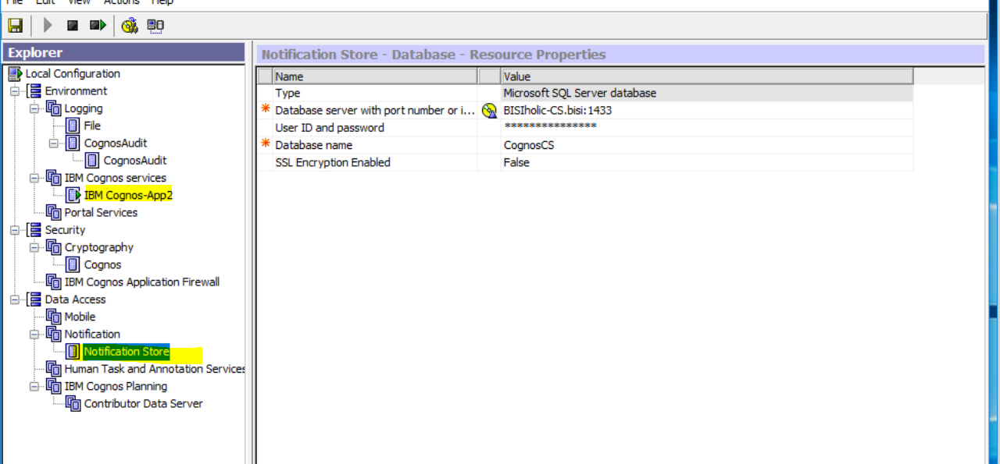 File Edit View Actions Help
Explorer
Notification Store - Database - Resource Properties
Local Configuration
Environment
Logging
File
CognosAudit
CognosAudit
IBM Cognos services
IBM Cognos-App2
Portal Services
Security
Cryptography
Cognos
IBM Cognos Application Firewall
Data Access
Mobile
Notification
Notification Store
Human Task and Annotation Services
IBM Cognos Planning
Contributor Data Server
Name Value
Type Microsoft SQL Server database
* Database server with port number or i... BISIholic-CS.bisi:1433
User ID and password ***************
* Database name CognosCS
SSL Encryption Enabled False